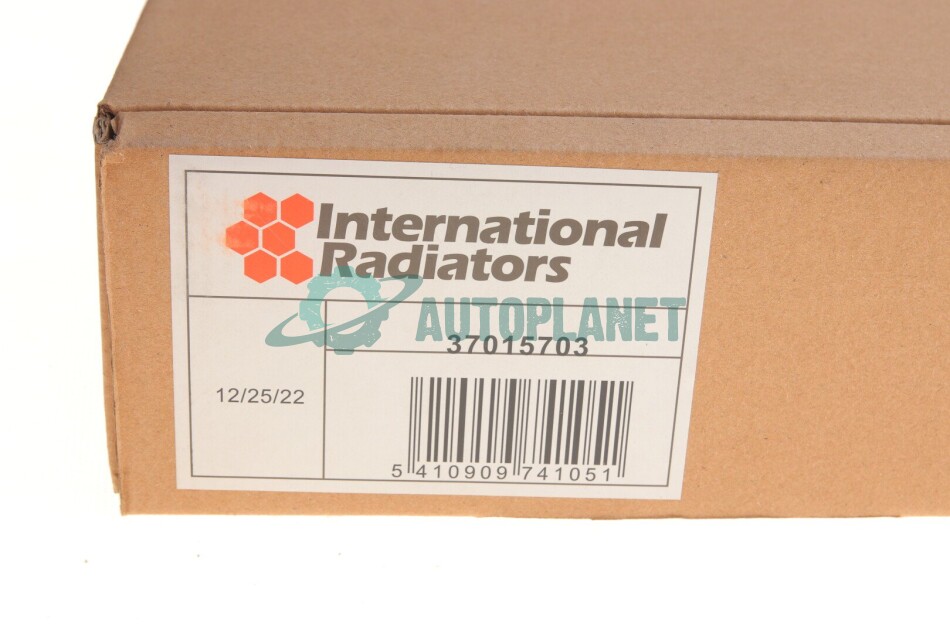 International
Radiators
AUTOPLANET
37015703
12/25/22
5 410909 741051